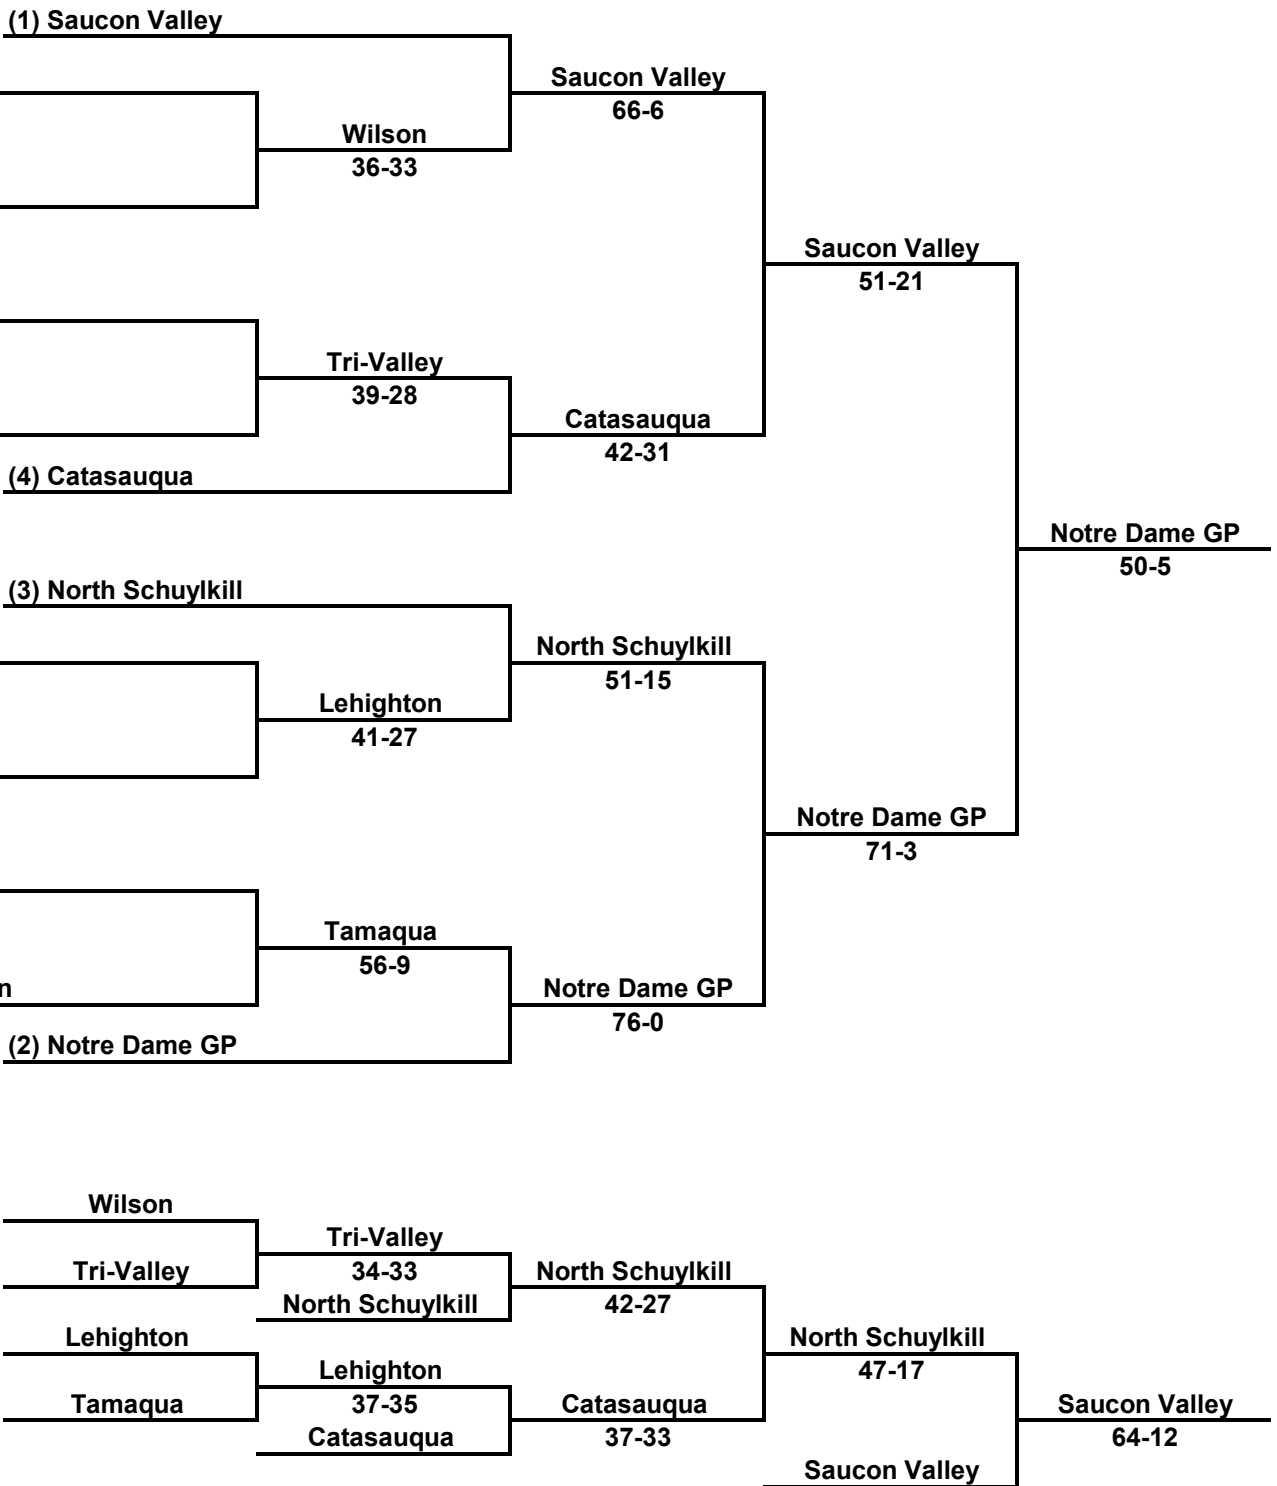 (1) Saucon Valley
Saucon Valley
66-6
Wilson
36-33
Saucon Valley
51-21
Tri-Valley
39-28
Catasauqua
42-31
(4) Catasauqua
Notre Dame GP
50-5
(3) North Schuylkill
North Schuylkill
51-15
Lehighton
41-27
Notre Dame GP
71-3
Tamaqua
56-9
n
Notre Dame GP
76-0
(2) Notre Dame GP
Wilson
Tri-Valley
Tri-Valley
34-33
North Schuylkill
North Schuylkill
42-27
Lehighton
North Schuylkill
47-17
Lehighton
37-35
Tamaqua
Catasauqua
37-33
Catasauqua
Saucon Valley
64-12
Saucon Valley